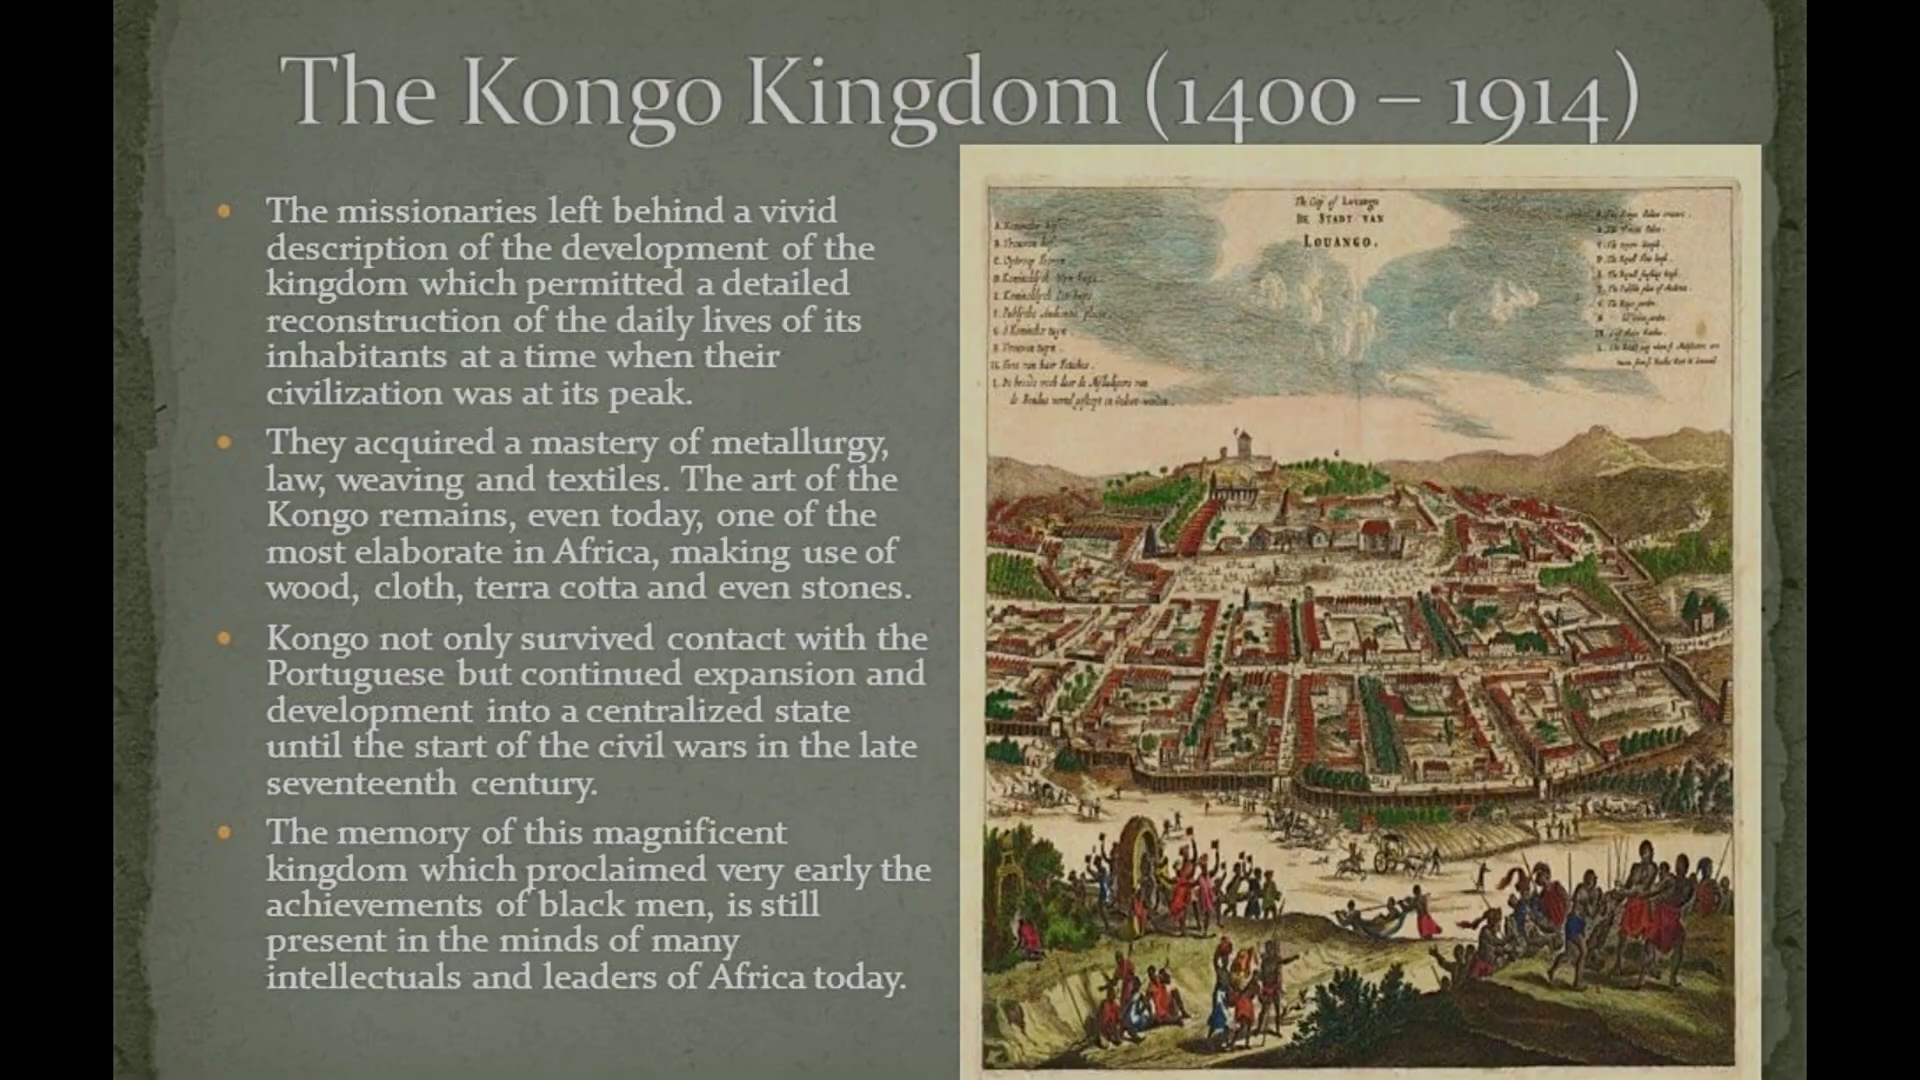 The Kongo Kingdom (1400 – 1914)
• The missionaries left behind a vivid
description of the development of the
kingdom which permitted a detailed
reconstruction of the daily lives of its
inhabitants at a time when their
civilization was at its peak.
• They acquired a mastery of metallurgy,
law, weaving and textiles. The art of the
Kongo remains, even today, one of the
most elaborate in Africa, making use of
wood, cloth, terra cotta and even stones.
• Kongo not only survived contact with the
Portuguese but continued expansion and
development into a centralized state
until the start of the civil wars in the late
seventeenth century.
• The memory of this magnificent
kingdom which proclaimed very early the
achievements of black men, is still
present in the minds of many
intellectuals and leaders of Africa today.
The City of Louango
DE STADT VAN
LOUANGO.